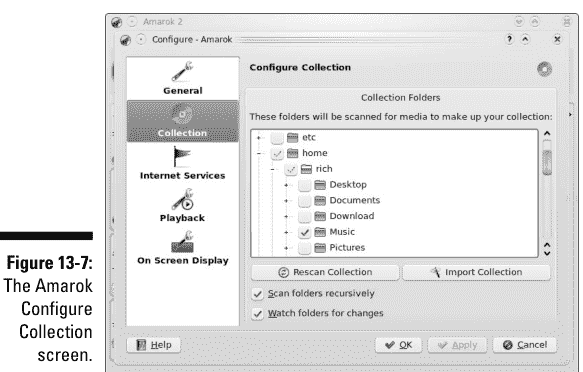 Amarok 2
Configure - Amarok
General
Collection
Internet Services
Playback
On Screen Display
Configure Collection
Collection Folders
These folders will be scanned for media to make up your collection:
etc
home
rich
Desktop
Documents
Download
Music
Pictures
Rescan Collection
Import Collection
Scan folders recursively
Watch folders for changes
Help
OK
Apply
Cancel
Figure 13-7:
The Amarok
Configure
Collection
screen.